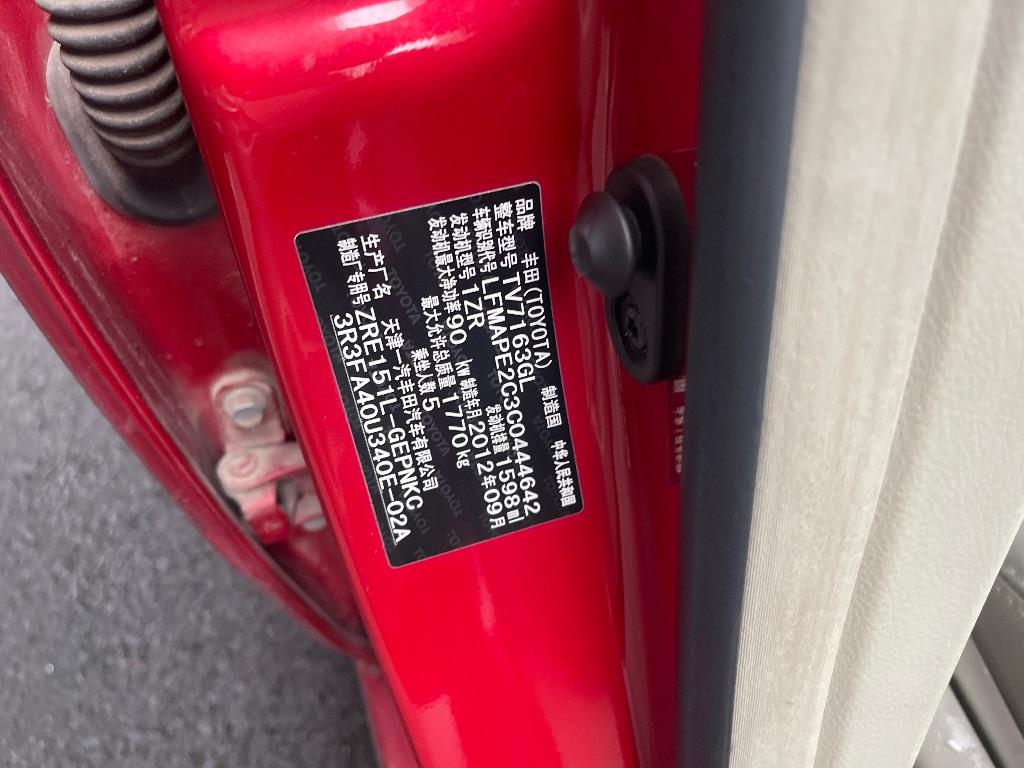 品牌 丰田(TOYOTA) 制造国 中华人民共和国
整车型号 TV7163GL
车辆识别代号 LFMAPE2C3C0444642
发动机型号 1ZR 发动机排量 1598 ml
发动机最大净功率 90 kW 制造年月 2012年09月
最大允许总质量 1770 kg
乘坐人数 5
生产厂名 天津一汽丰田汽车有限公司
制造厂专用号 ZRE151L-GEPNKC
3R3FA40U340E-02A